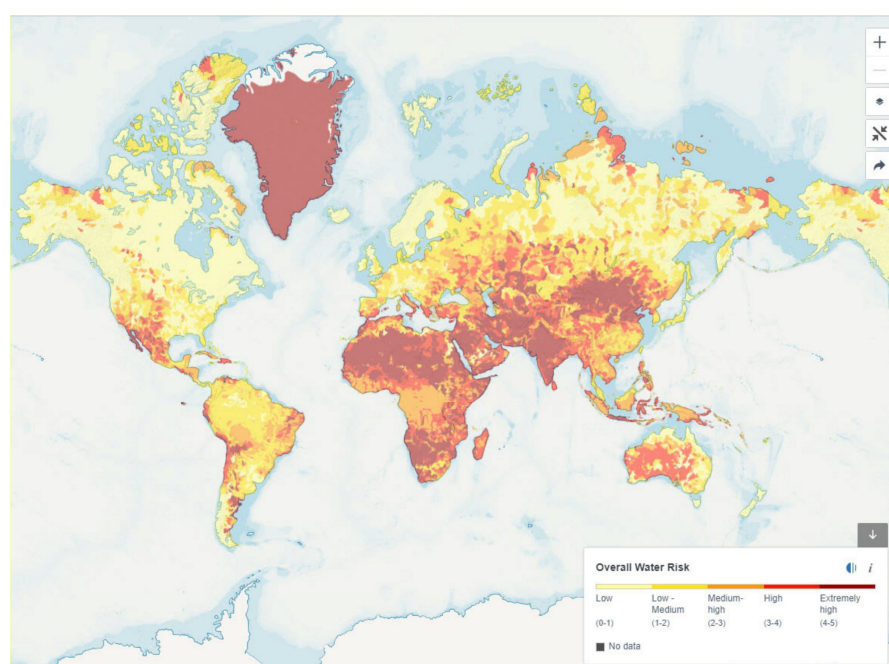 Overall Water Risk
i
Low
Low - Medium
Medium-high
High
Extremely high
(0-1)
(1-2)
(2-3)
(3-4)
(4-5)
No data